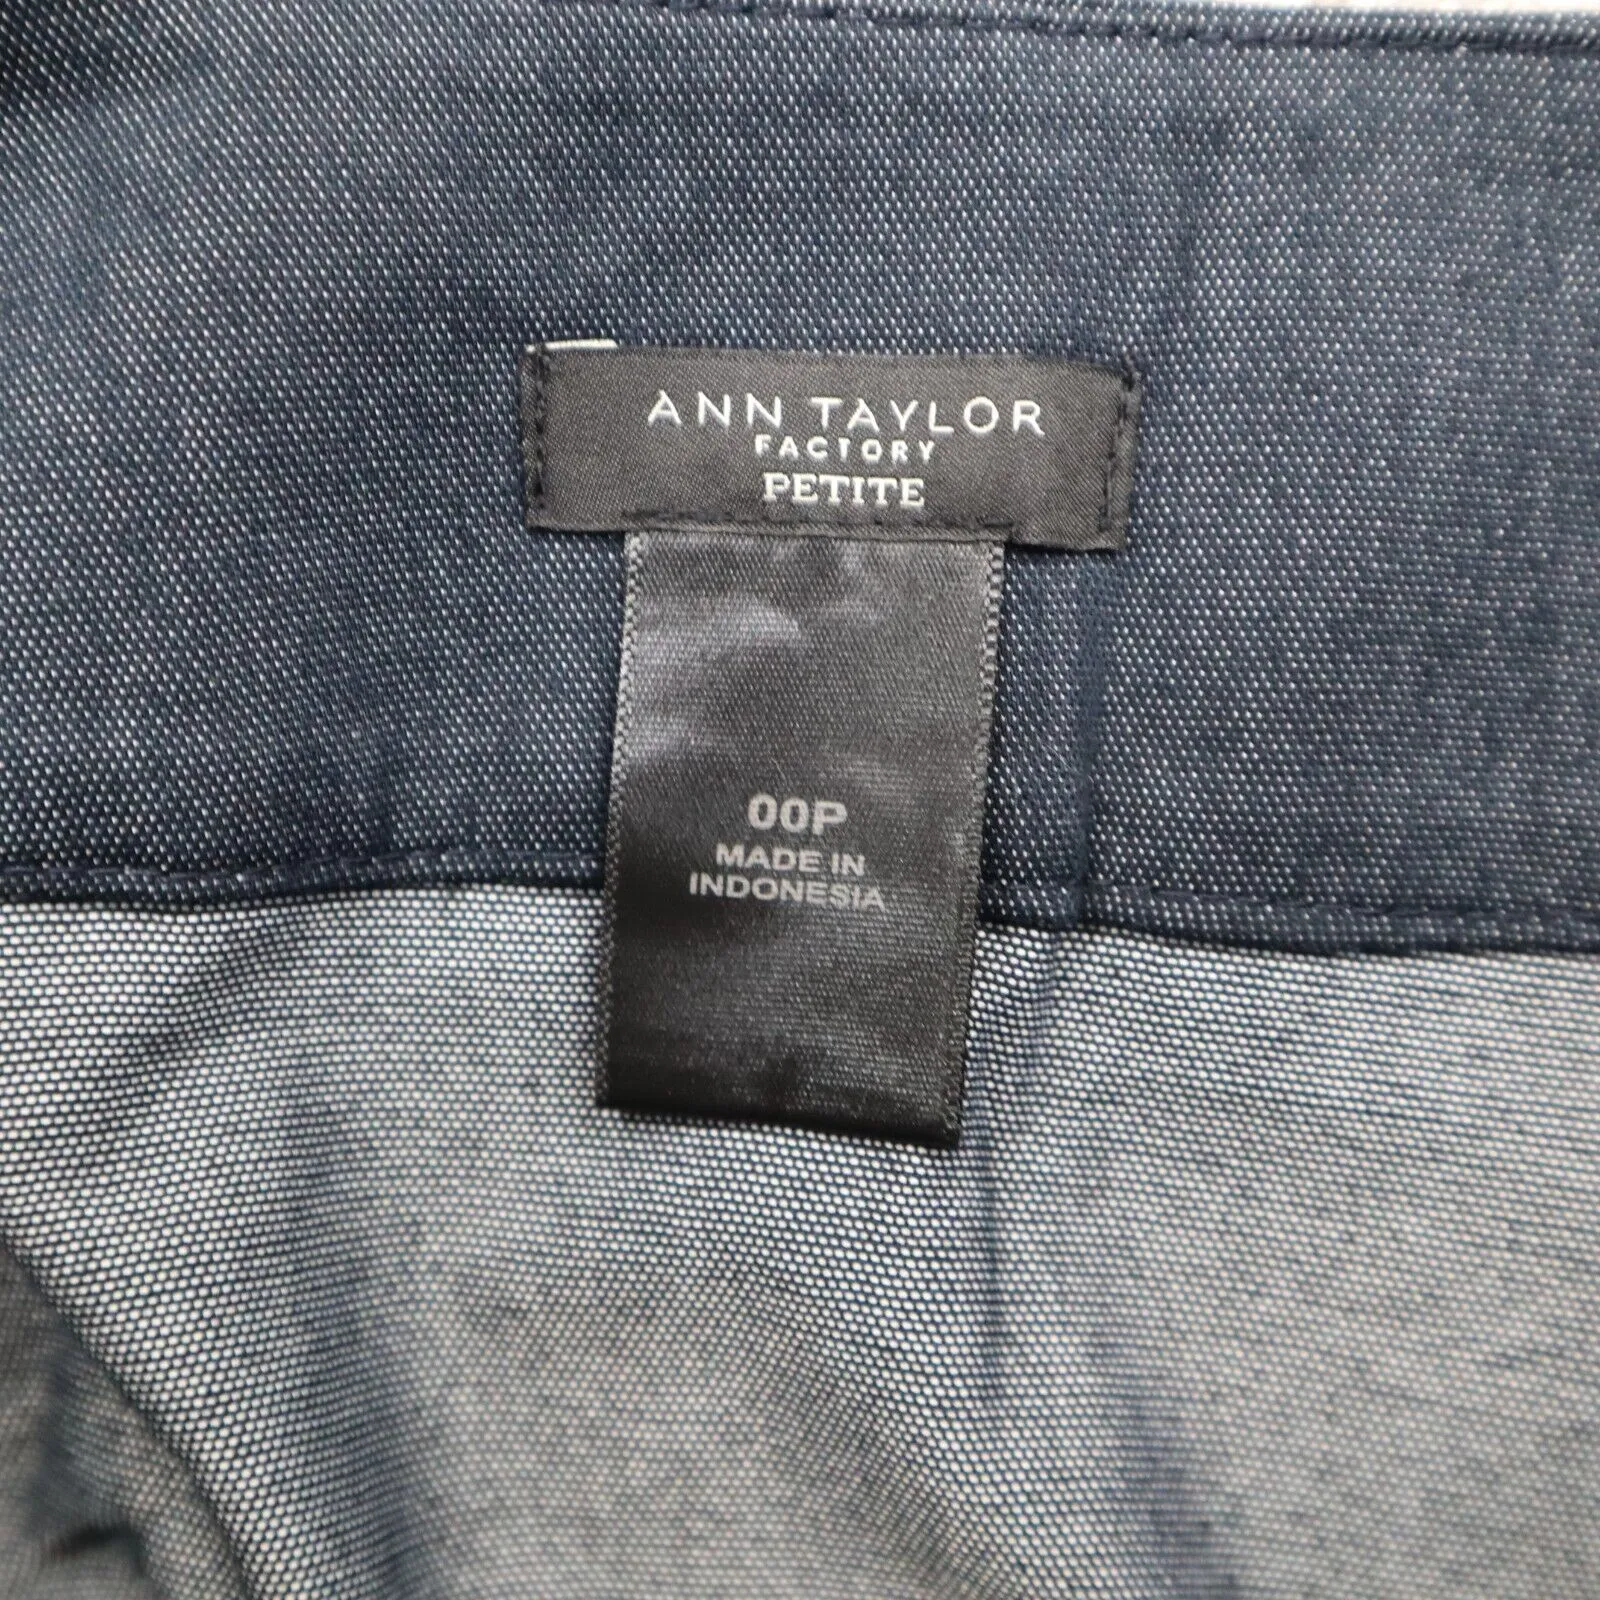 ANN TAYLOR
FACTORY
PETITE
00P
MADE IN
INDONESIA